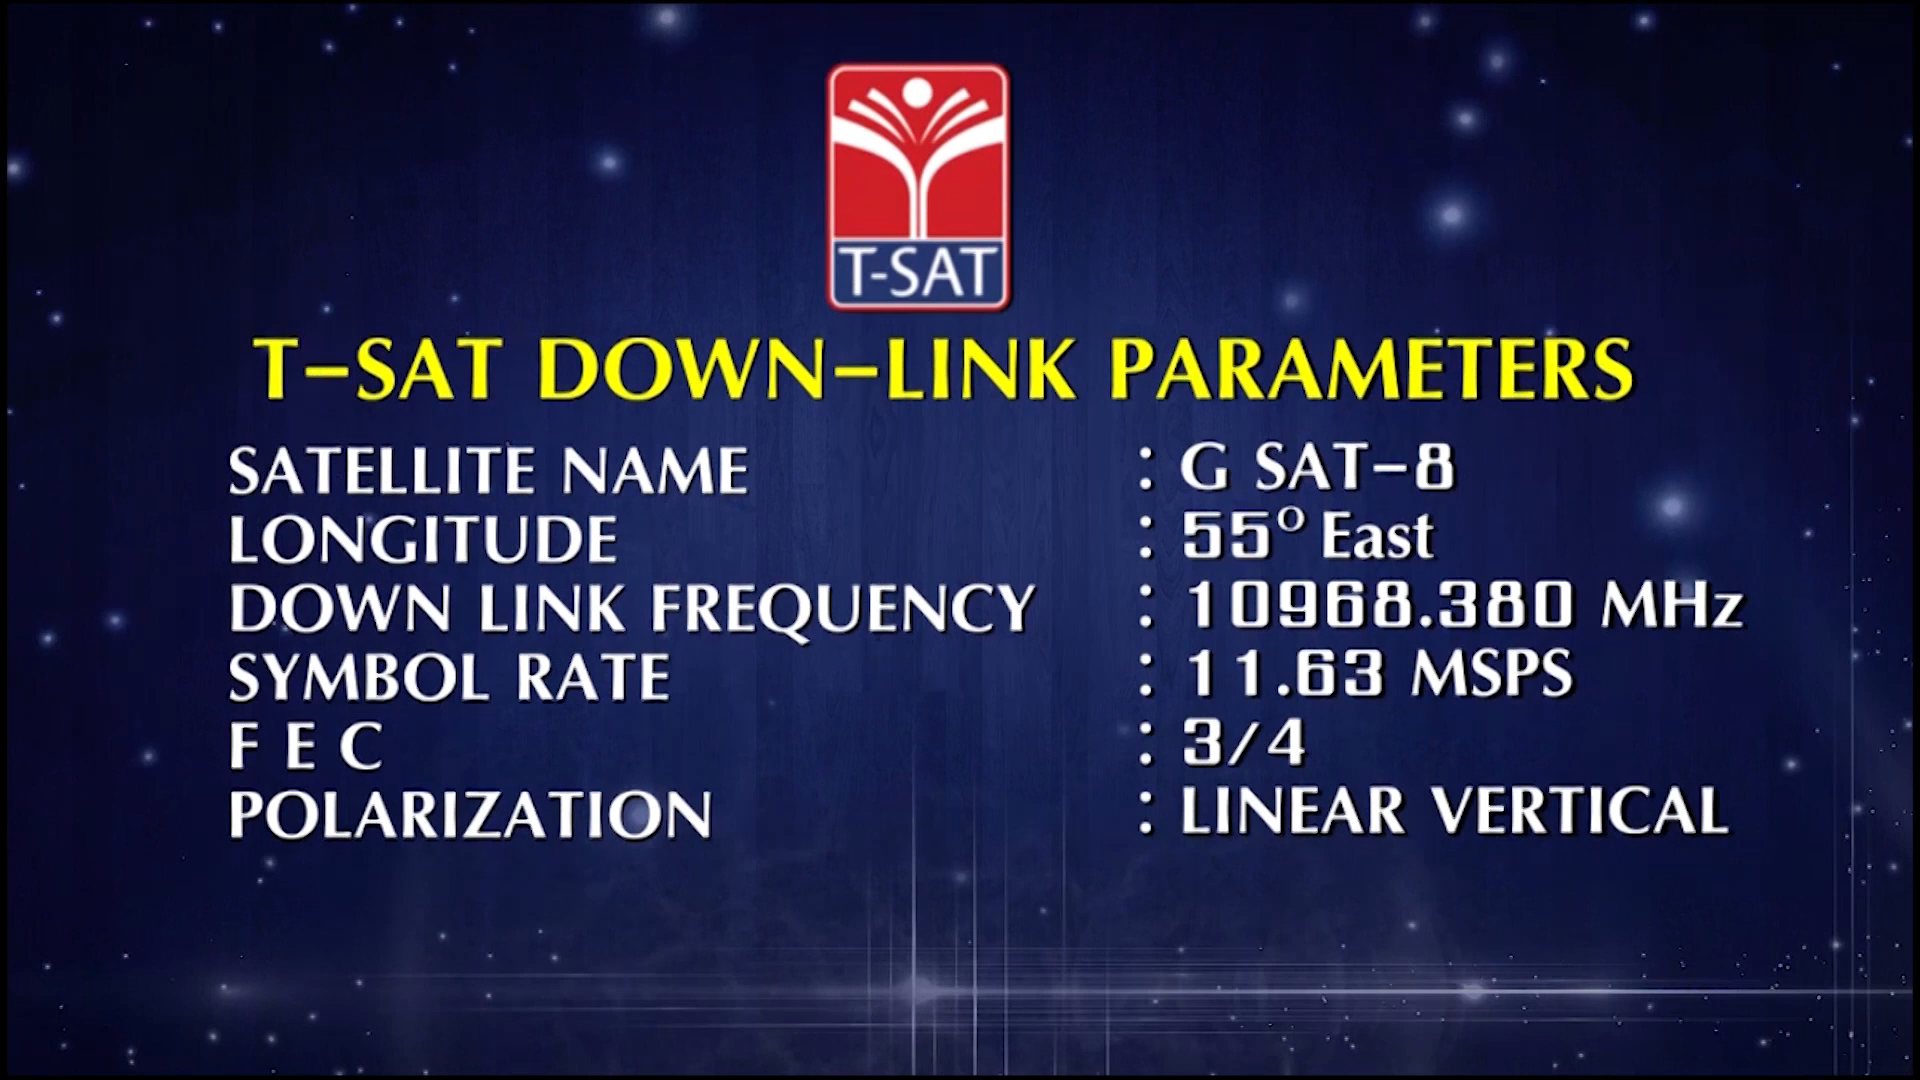 T-SAT
T-SAT DOWN-LINK PARAMETERS
SATELLITE NAME : G SAT-8
LONGITUDE : 55° East
DOWN LINK FREQUENCY : 10968.380 MHz
SYMBOL RATE : 11.63 MSPS
F E C : 3/4
POLARIZATION : LINEAR VERTICAL